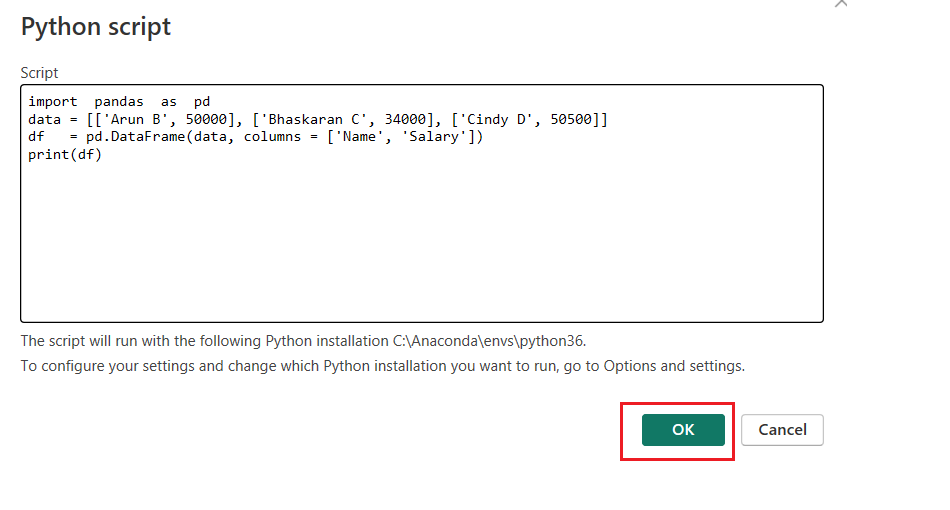 Python script
Script
import  pandas  as  pd
data = [['Arun B', 50000], ['Bhaskaran C', 34000], ['Cindy D', 50500]]
df   = pd.DataFrame(data, columns = ['Name', 'Salary'])
print(df)
The script will run with the following Python installation C:\Anaconda\envs\python36.
To configure your settings and change which Python installation you want to run, go to Options and settings.
OK Cancel